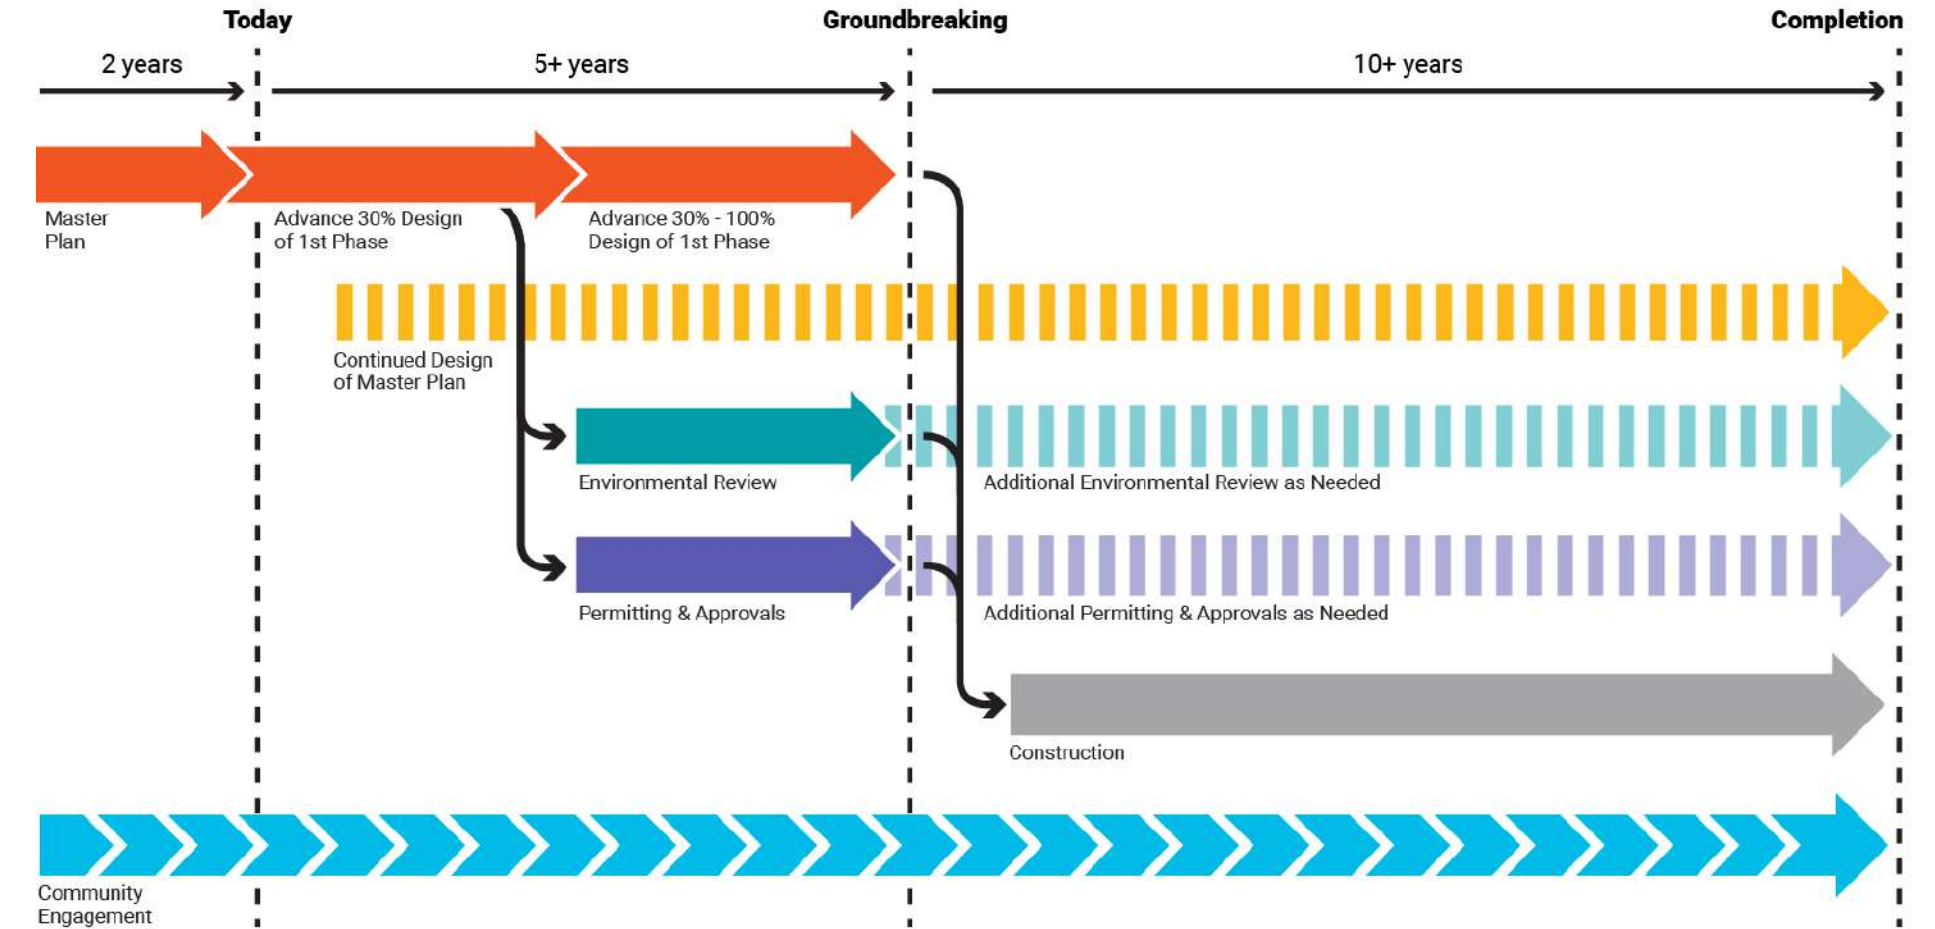 Today
Groundbreaking
Completion
2 years
5+ years
10+ years
Master
Plan
Advance 30% Design
of 1st Phase
Advance 30% - 100%
Design of 1st Phase
Continued Design
of Master Plan
Environmental Review
Additional Environmental Review as Needed
Permitting & Approvals
Additional Permitting & Approvals as Needed
Construction
Community
Engagement